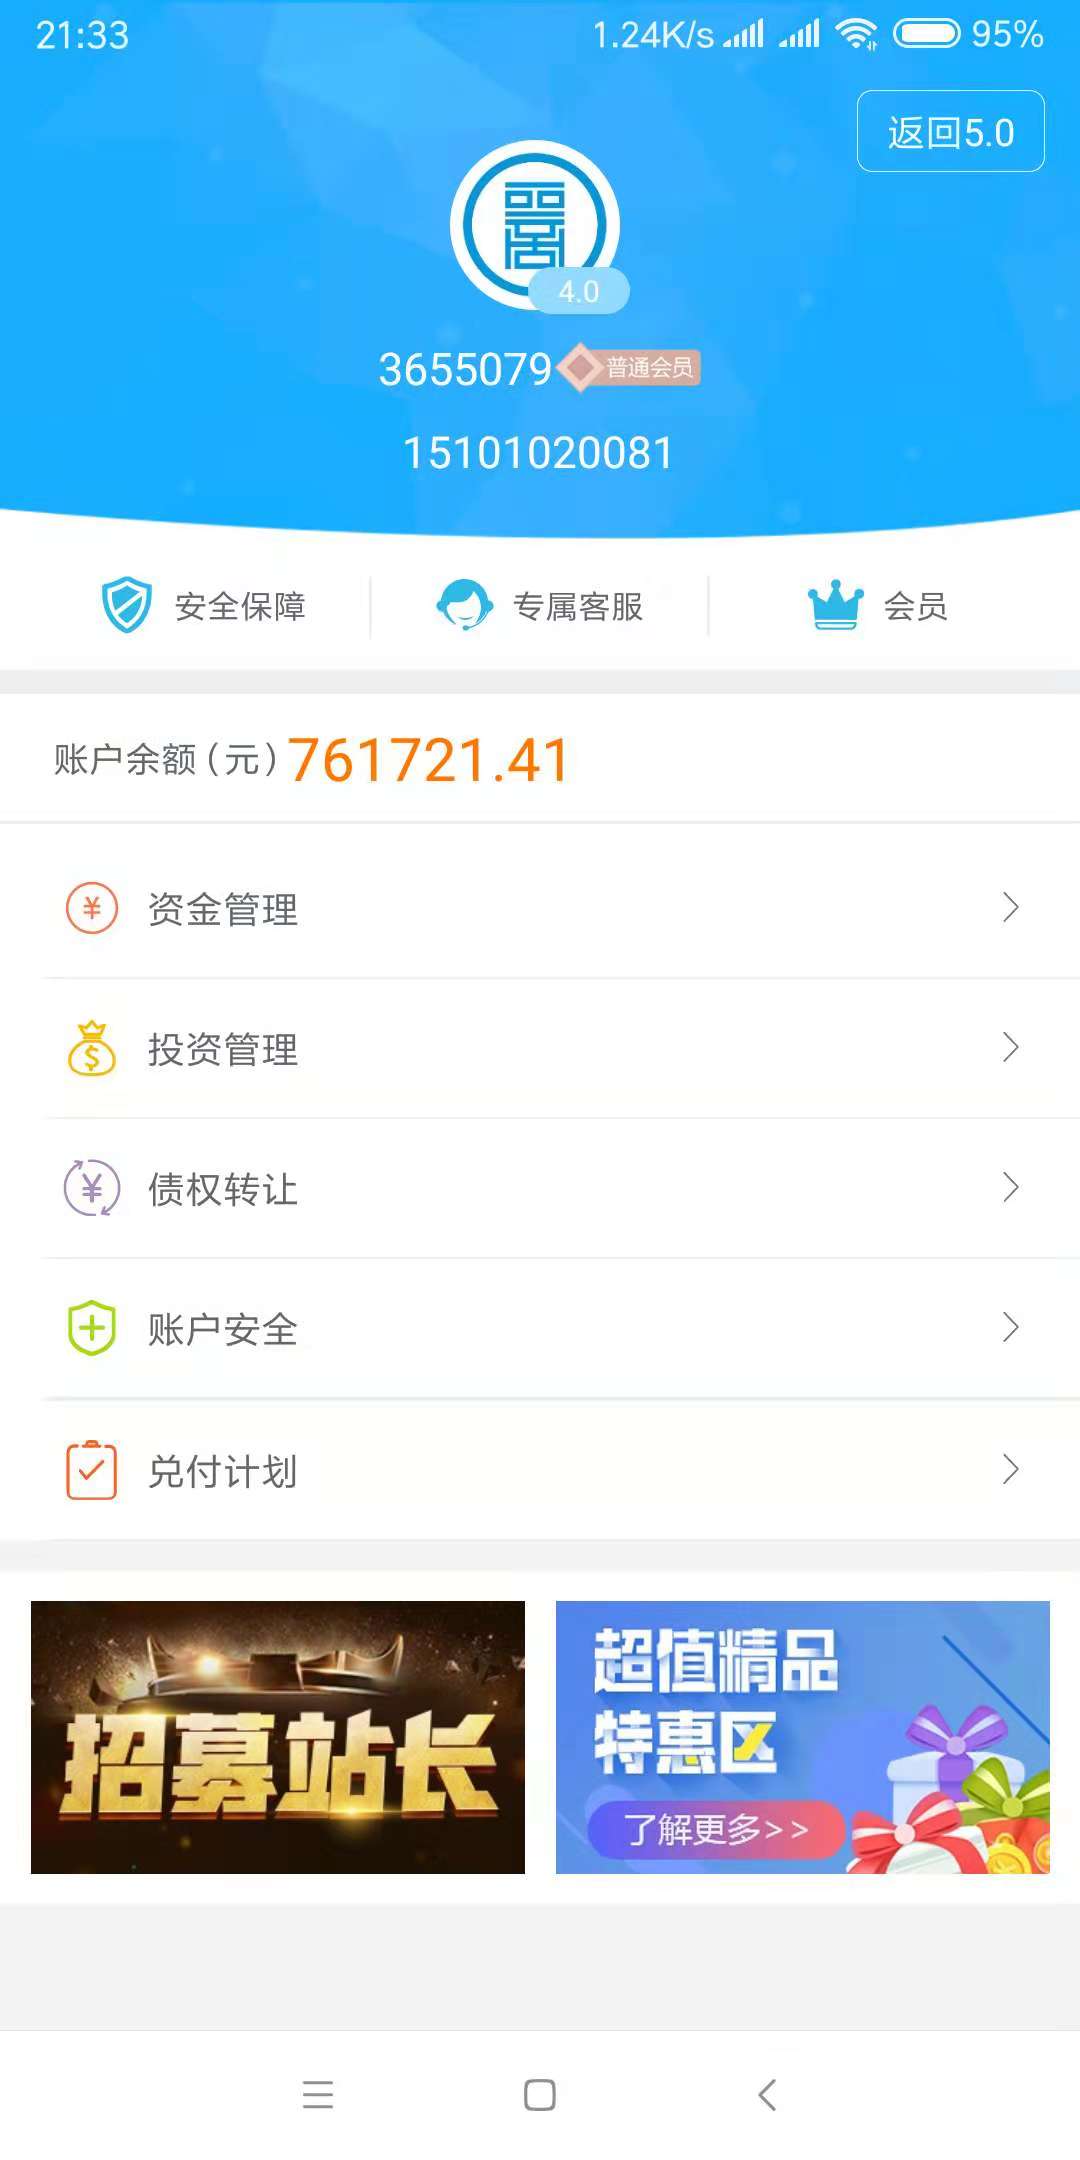 21:33 1.24K/s 95%
返回5.0
4.0
3655079 普通会员
15101020081
安全保障 专属客服 会员
账户余额(元) 761721.41
资金管理
投资管理
债权转让
账户安全
兑付计划
招募站长
超值精品
特惠区
了解更多>>